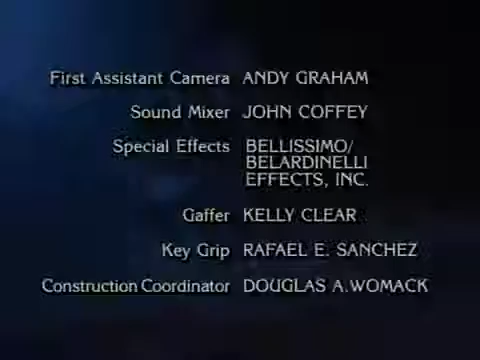 First Assistant Camera ANDY GRAHAM
Sound Mixer JOHN COFFEY
Special Effects BELLISSIMO/
BELARDINELLI
EFFECTS, INC.
Gaffer KELLY CLEAR
Key Grip RAFAEL E. SANCHEZ
Construction Coordinator DOUGLAS A. WOMACK